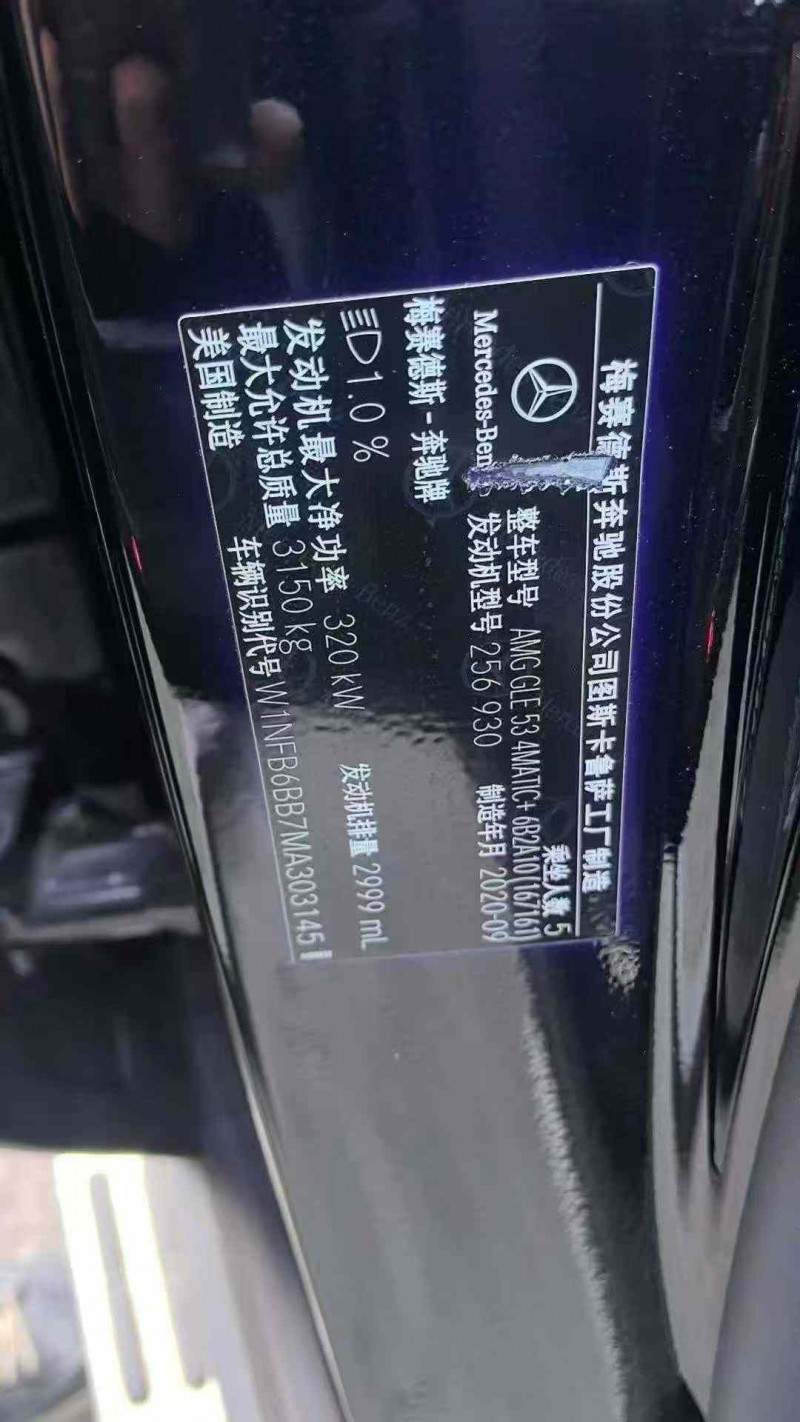 梅赛德斯奔驰股份公司图斯卡鲁萨工厂制造
乘坐人数 5
整车型号 AMG GLE 53 4MATIC+ 6B2A101167161
Mercedes-Ben
发动机型号 256 930
制造年月 2020-09
梅赛德斯-奔驰牌
1.0 %
发动机排量 2999 mL
发动机最大净功率 320 kW
最大允许总质量 3150 kg
车辆识别代号 W1NFB6BB7MA303145
美国制造